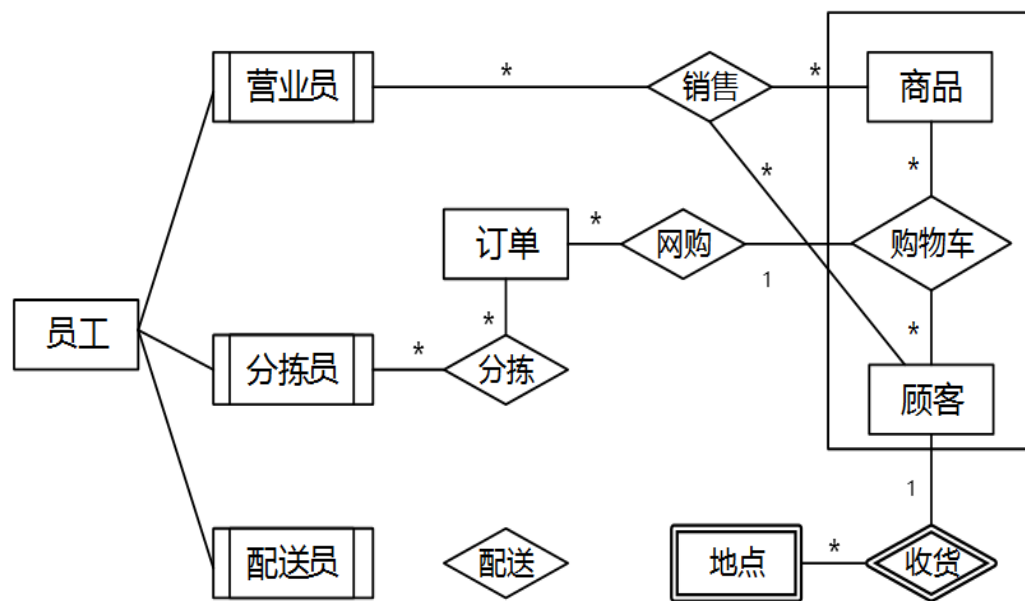 营业员
*
销售
*
商品
*
*
订单
*
网购
1
购物车
员工
*
*
分拣员
*
分拣
顾客
1
配送员
配送
地点
*
收货